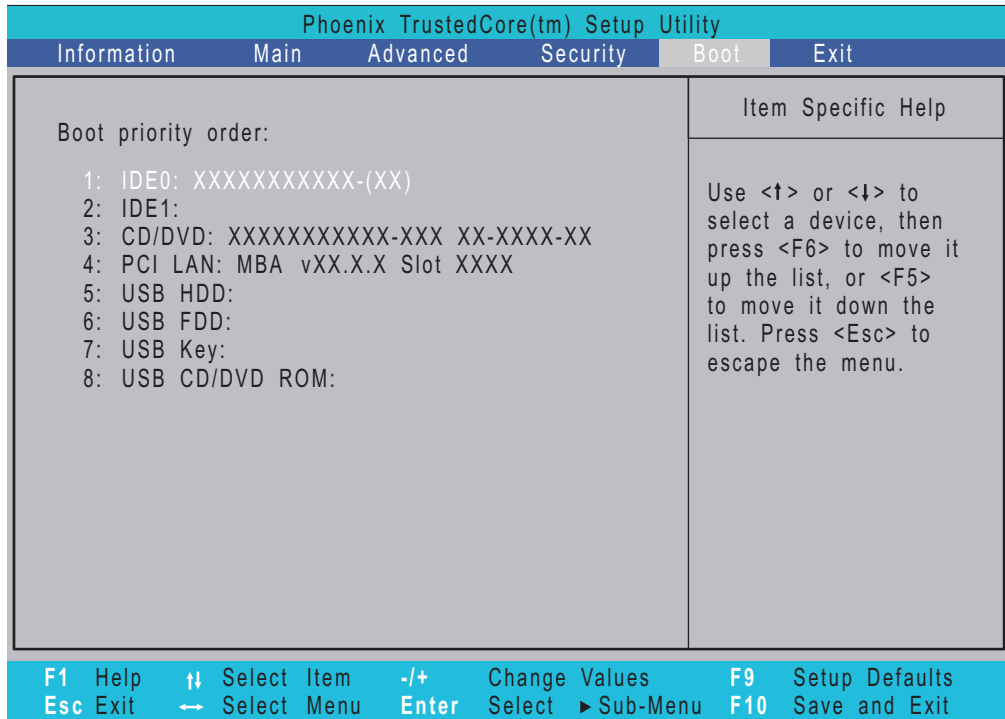 Phoenix TrustedCore(tm) Setup Utility
Information Main Advanced Security Boot Exit
Boot priority order:
1: IDE0: XXXXXXXXXXX-(XX)
2: IDE1:
3: CD/DVD: XXXXXXXXXXX-XXX XX-XXXX-XX
4: PCI LAN: MBA vXX.X.X Slot XXXX
5: USB HDD:
6: USB FDD:
7: USB Key:
8: USB CD/DVD ROM:
Item Specific Help
Use <↑> or <↓> to
select a device, then
press <F6> to move it
up the list, or <F5>
to move it down the
list. Press <Esc> to
escape the menu.
F1 Help ↑↓ Select Item -/+ Change Values F9 Setup Defaults
Esc Exit ↔ Select Menu Enter Select ▶ Sub-Menu F10 Save and Exit